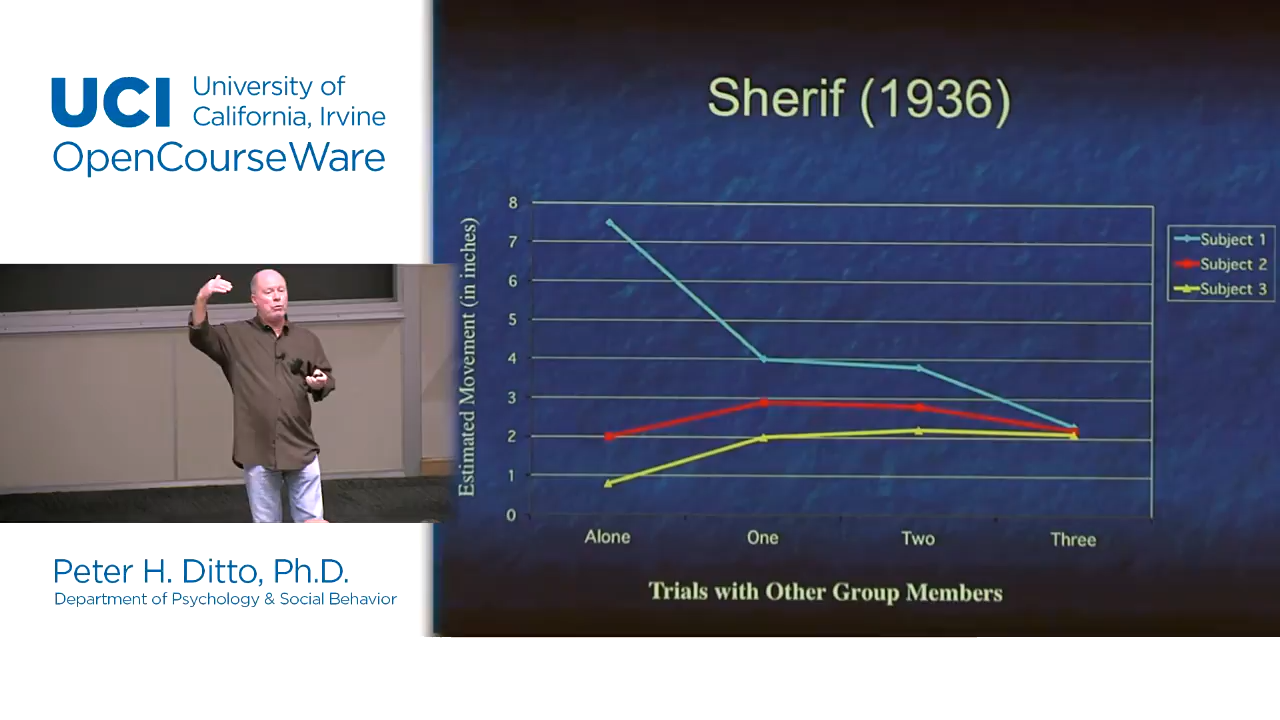 UCI University of
California, Irvine
OpenCourseWare
Peter H. Ditto, Ph.D.
Department of Psychology & Social Behavior
Sherif (1936)
Estimated Movement (in inches)
8
7
6
5
4
3
2
1
0
Alone One Two Three
Trials with Other Group Members
Subject 1
Subject 2
Subject 3